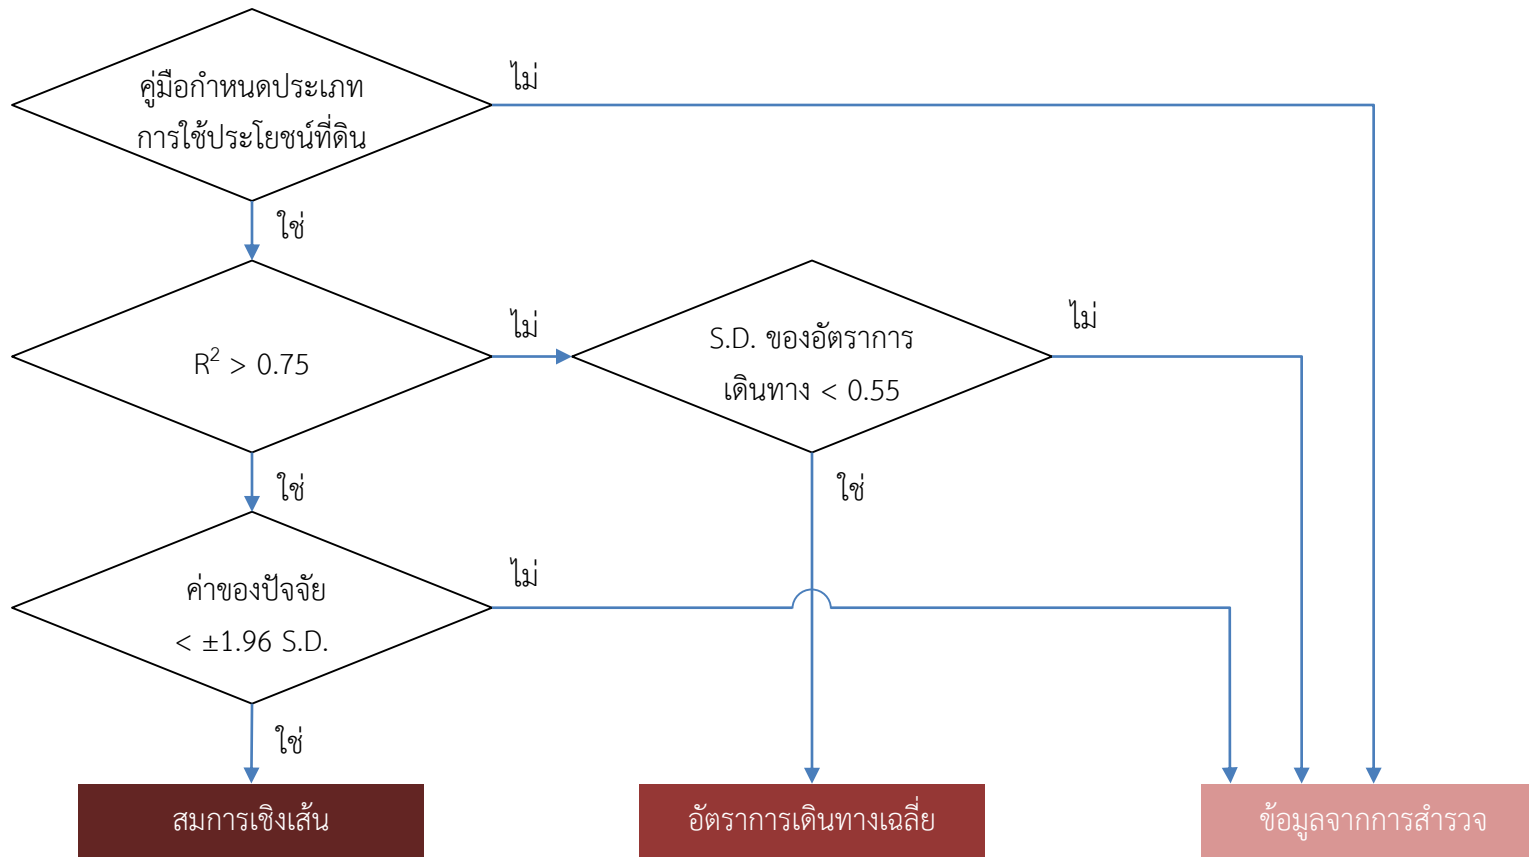 คู่มือกำหนดประเภท
การใช้ประโยชน์ที่ดิน
ไม่
ใช่
R² > 0.75
ไม่
S.D. ของอัตราการ
เดินทาง < 0.55
ไม่
ใช่
ใช่
ค่าของปัจจัย
< ±1.96 S.D.
ไม่
ใช่
สมการเชิงเส้น
อัตราการเดินทางเฉลี่ย
ข้อมูลจากการสำรวจ